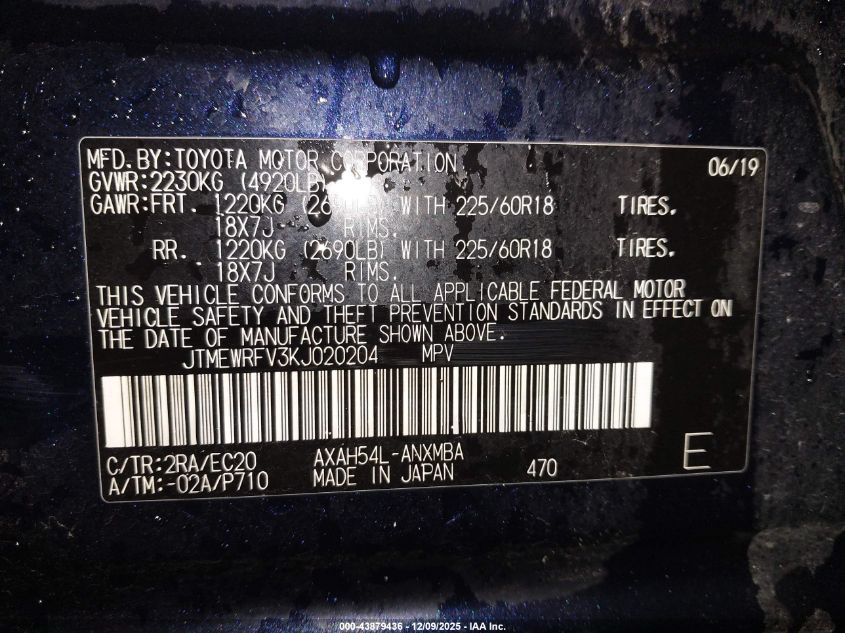 MFD. BY: TOYOTA MOTOR CORPORATION 06/19
GVWR: 2230KG (4920LB)
GAWR: FRT. 1220KG WITH 225/60R18 TIRES.
18X7J RIMS.
RR. 1220KG (2690LB) WITH 225/60R18 TIRES.
18X7J RIMS.
THIS VEHICLE CONFORMS TO ALL APPLICABLE FEDERAL MOTOR
VEHICLE SAFETY AND THEFT PREVENTION STANDARDS IN EFFECT ON
THE DATE OF MANUFACTURE SHOWN ABOVE.
JTMEWRFV3KJ020204 MPV
C/TR: 2RA/EC20 AXAH54L-ANXMBA
A/TM: -02A/P710 MADE IN JAPAN 470 E
000-43879436 - 12/09/2025 - IAA Inc.